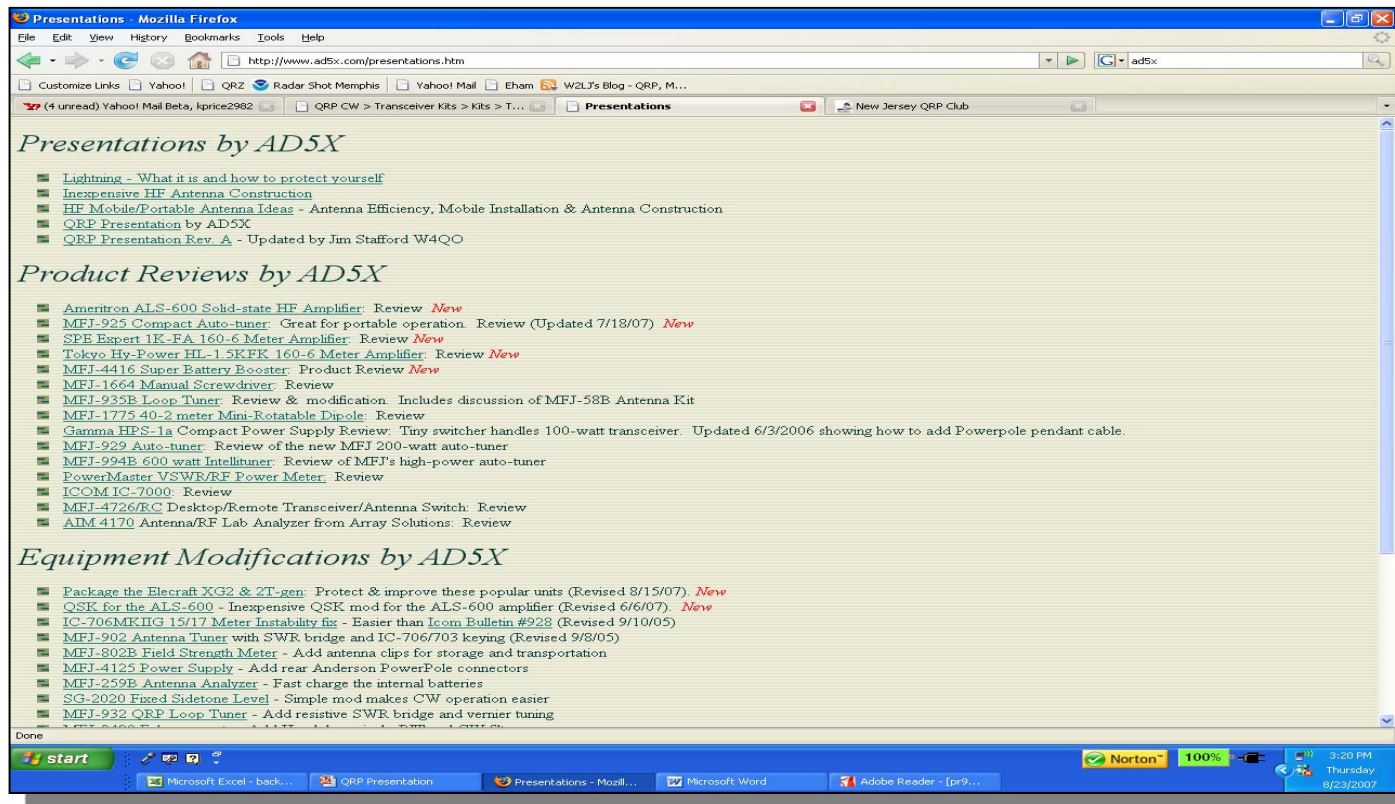 Presentations - Mozilla Firefox
File Edit View History Bookmarks Tools Help
http://www.ad5x.com/presentations.htm
ad5x
Customize Links Yahoo! QRZ Radar Shot Memphis Yahoo! Mail Eham W2LJ's Blog - QRP, M...
(4 unread) Yahoo! Mail Beta, kprice2982 QRP CW > Transceiver Kits > Kits > T... Presentations New Jersey QRP Club
Presentations by AD5X
Lightning - What it is and how to protect yourself
Inexpensive HF Antenna Construction
HF Mobile/Portable Antenna Ideas - Antenna Efficiency, Mobile Installation & Antenna Construction
QRP Presentation by AD5X
QRP Presentation Rev. A - Updated by Jim Stafford W4QO
Product Reviews by AD5X
Ameritron ALS-600 Solid-state HF Amplifier: Review New
MFJ-925 Compact Auto-tuner: Great for portable operation. Review (Updated 7/18/07) New
SPE Expert 1K-FA 160-6 Meter Amplifier: Review New
Tokyo Hy-Power HL-1.5KFK 160-6 Meter Amplifier: Review New
MFJ-4416 Super Battery Booster: Product Review New
MFJ-1664 Manual Screwdriver: Review
MFJ-935B Loop Tuner: Review & modification. Includes discussion of MFJ-58B Antenna Kit
MFJ-1775 40-2 meter Mini-Rotatable Dipole: Review
Gamma HPS-1a Compact Power Supply Review: Tiny switcher handles 100-watt transceiver. Updated 6/3/2006 showing how to add Powerpole pendant cable.
MFJ-929 Auto-tuner: Review of the new MFJ 200-watt auto-tuner
MFJ-994B 600 watt Intellituner: Review of MFJ's high-power auto-tuner
PowerMaster VSWR/RF Power Meter: Review
ICOM IC-7000: Review
MFJ-4726/RC Desktop/Remote Transceiver/Antenna Switch: Review
AIM 4170 Antenna/RF Lab Analyzer from Array Solutions: Review
Equipment Modifications by AD5X
Package the Elecraft XG2 & 2T-gen: Protect & improve these popular units (Revised 8/15/07). New
QSK for the ALS-600 - Inexpensive QSK mod for the ALS-600 amplifier (Revised 6/6/07). New
IC-706MKIIG 15/17 Meter Instability fix - Easier than Icom Bulletin #928 (Revised 9/10/05)
MFJ-902 Antenna Tuner with SWR bridge and IC-706/703 keying (Revised 9/8/05)
MFJ-802B Field Strength Meter - Add antenna clips for storage and transportation
MFJ-4125 Power Supply - Add rear Anderson PowerPole connectors
MFJ-259B Antenna Analyzer - Fast charge the internal batteries
SG-2020 Fixed Sidetone Level - Simple mod makes CW operation easier
MFJ-932 QRP Loop Tuner - Add resistive SWR bridge and vernier tuning
Done
start Norton 100% 3:20 PM
Thursday
Microsoft Excel - back... QRP Presentation Presentations - Mozill... Microsoft Word Adobe Reader - [pr9...
8/23/2007